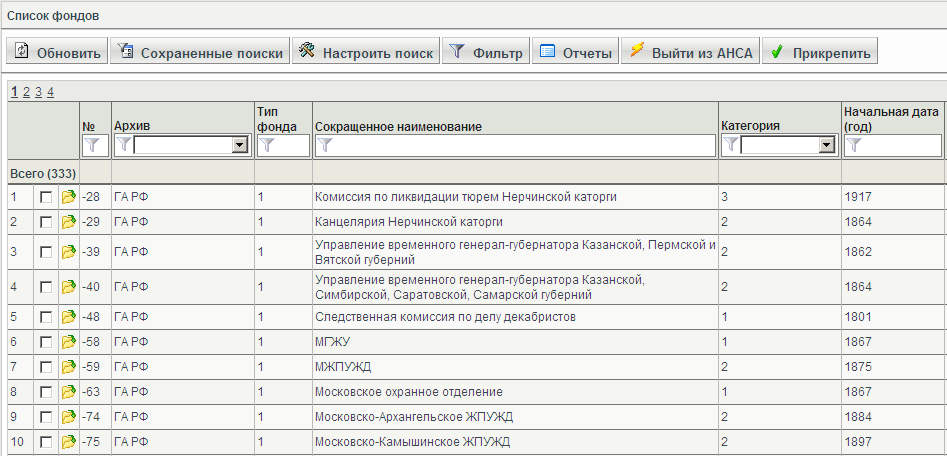 Список фондов
Обновить Сохраненные поиски Настроить поиск Фильтр Отчеты Выйти из АНСА Прикрепить
1 2 3 4
№ Архив Тип фонда Сокращенное наименование Категория Начальная дата (год)
Всего (333)
1 -28 ГА РФ 1 Комиссия по ликвидации тюрем Нерчинской каторги 3 1917
2 -29 ГА РФ 1 Канцелярия Нерчинской каторги 2 1864
3 -39 ГА РФ 1 Управление временного генерал-губернатора Казанской, Пермской и Вятской губерний 2 1862
4 -40 ГА РФ 1 Управление временного генерал-губернатора Казанской, Симбирской, Саратовской, Самарской губерний 2 1864
5 -48 ГА РФ 1 Следственная комиссия по делу декабристов 1 1801
6 -58 ГА РФ 1 МГЖУ 1 1867
7 -59 ГА РФ 1 МЖПУЖД 2 1875
8 -63 ГА РФ 1 Московское охранное отделение 1 1867
9 -74 ГА РФ 1 Московско-Архангельское ЖПУЖД 2 1884
10 -75 ГА РФ 1 Московско-Камышинское ЖПУЖД 2 1897